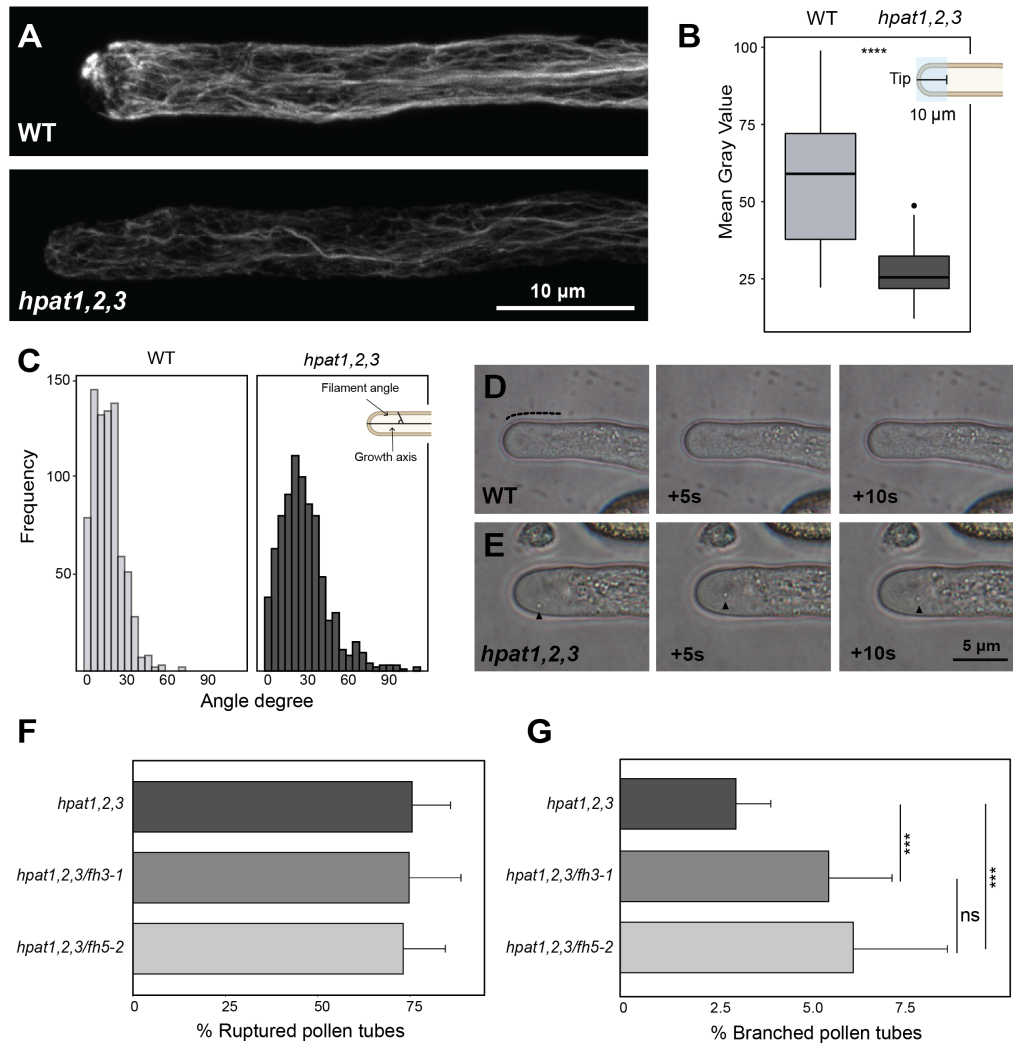 A
WT
hpat1,2,3
10 µm
B
WT
hpat1,2,3
100
75
50
25
Mean Gray Value
****
Tip
10 µm
C
WT
hpat1,2,3
150
100
50
Frequency
Filament angle
Growth axis
0 30 60 90
0 30 60 90
Angle degree
D
WT
+5s
+10s
E
hpat1,2,3
+5s
+10s
5 µm
F
hpat1,2,3
hpat1,2,3/fh3-1
hpat1,2,3/fh5-2
0 25 50 75
% Ruptured pollen tubes
G
hpat1,2,3
hpat1,2,3/fh3-1
hpat1,2,3/fh5-2
***
ns
***
0 2.5 5.0 7.5
% Branched pollen tubes